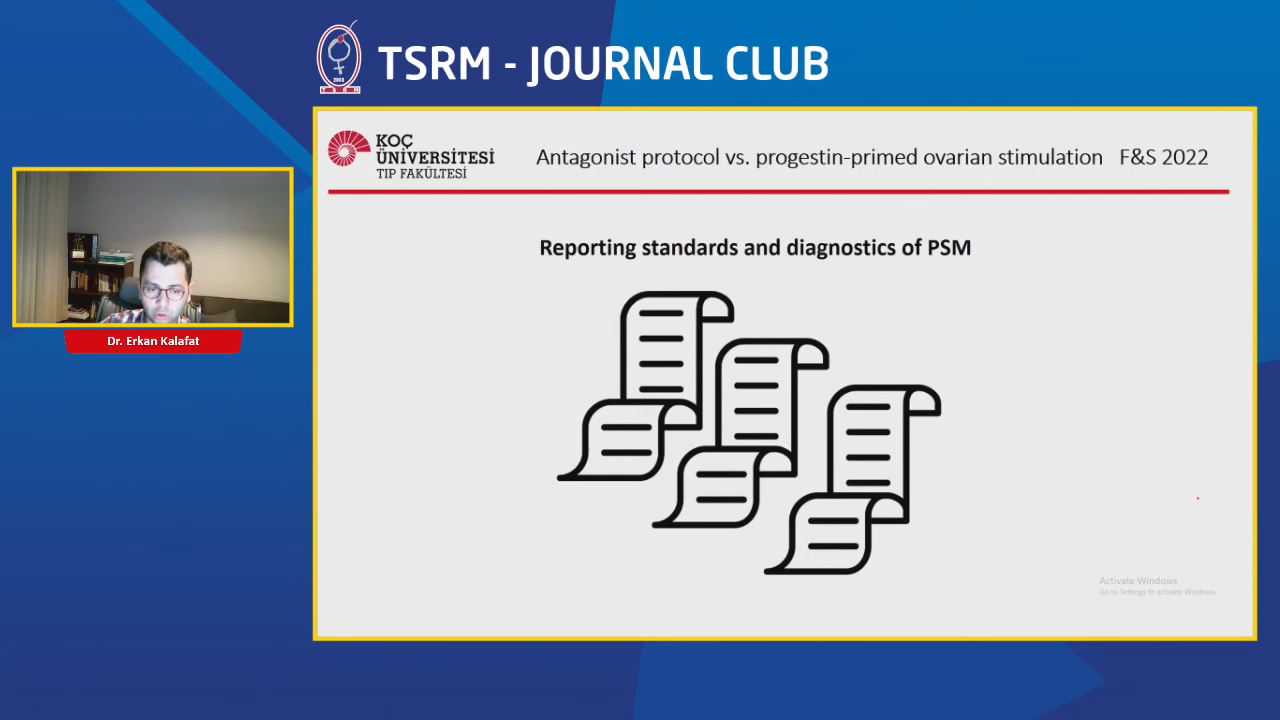 2003
T S R M
TSRM - JOURNAL CLUB
KOÇ
ÜNİVERSİTESİ
TIP FAKÜLTESİ
Antagonist protocol vs. progestin-primed ovarian stimulation F&S 2022
Reporting standards and diagnostics of PSM
Dr. Erkan Kalafat
Activate Windows
Go to Settings to activate Windows.